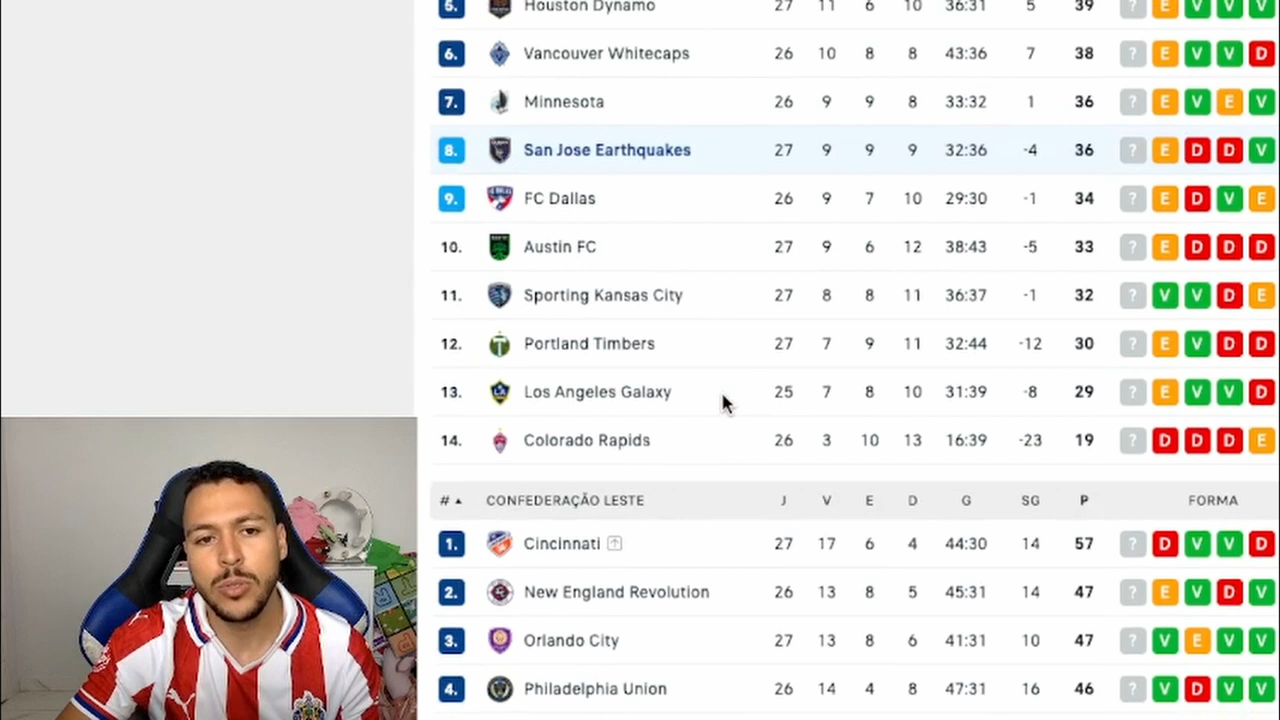 5. Houston Dynamo 27 11 6 10 36:31 5 39 ? E V V V
6. Vancouver Whitecaps 26 10 8 8 43:36 7 38 ? E V V D
7. Minnesota 26 9 9 8 33:32 1 36 ? E V E V
8. San Jose Earthquakes 27 9 9 9 32:36 -4 36 ? E D D V
9. FC Dallas 26 9 7 10 29:30 -1 34 ? E D V E
10. Austin FC 27 9 6 12 38:43 -5 33 ? E D D D
11. Sporting Kansas City 27 8 8 11 36:37 -1 32 ? V V D E
12. Portland Timbers 27 7 9 11 32:44 -12 30 ? E V D D
13. Los Angeles Galaxy 25 7 8 10 31:39 -8 29 ? E V V D
14. Colorado Rapids 26 3 10 13 16:39 -23 19 ? D D D E
# CONFEDERAÇÃO LESTE J V E D G SG P FORMA
1. Cincinnati 27 17 6 4 44:30 14 57 ? D V V D
2. New England Revolution 26 13 8 5 45:31 14 47 ? E V D V
3. Orlando City 27 13 8 6 41:31 10 47 ? V E V V
4. Philadelphia Union 26 14 4 8 47:31 16 46 ? V D V V